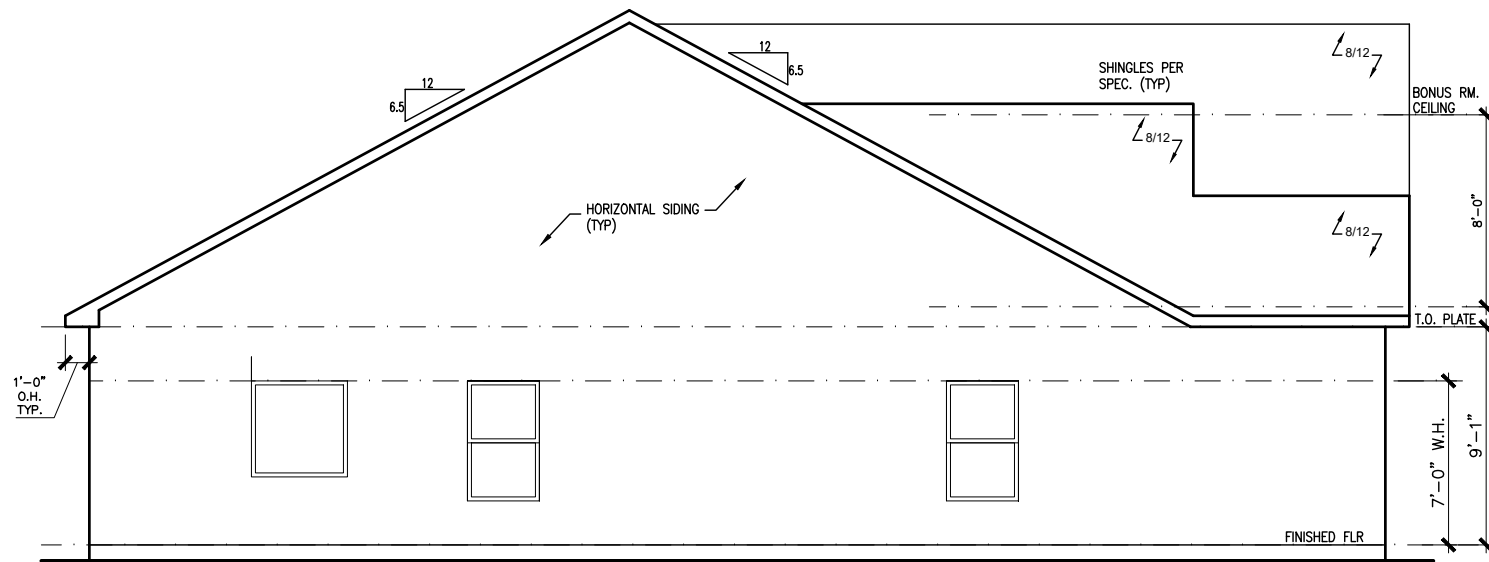 12
6.5
12
6.5
8/12
SHINGLES PER
SPEC. (TYP)
BONUS RM.
CEILING
8/12
HORIZONTAL SIDING
(TYP)
8/12
8'-0"
T.O. PLATE
1'-0"
O.H.
TYP.
7'-0" W.H.
9'-1"
FINISHED FLR